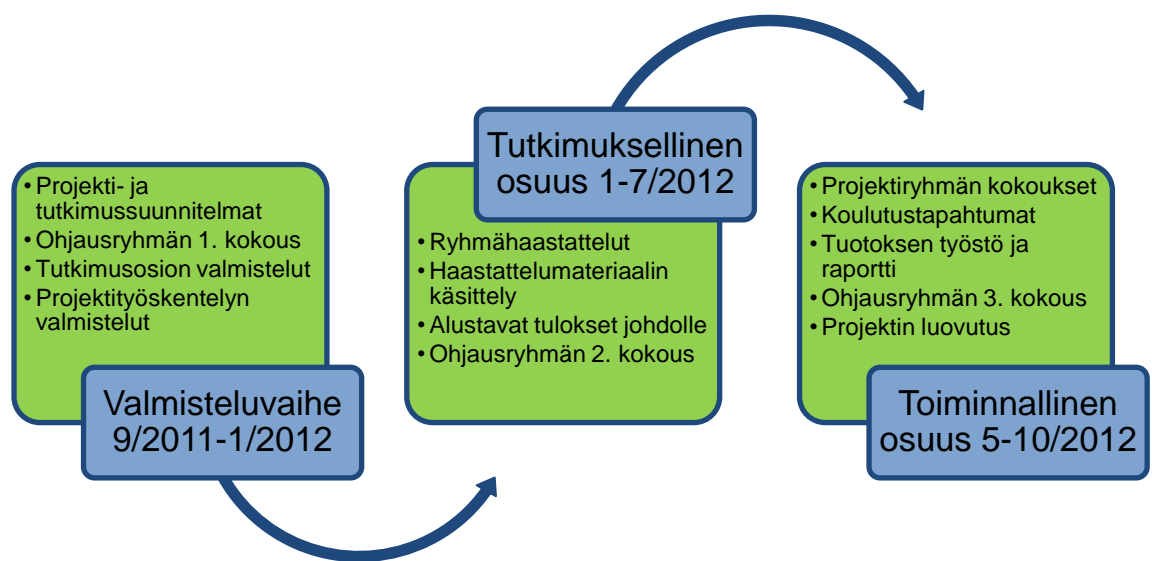 • Projekti- ja
tutkimussuunnitelmat
• Ohjausryhmän 1. kokous
• Tutkimusosion valmistelut
• Projektityöskentelyn
valmistelut
Valmisteluvaihe
9/2011-1/2012
Tutkimuksellinen
osuus 1-7/2012
• Ryhmähaastattelut
• Haastattelumateriaalin
käsittely
• Alustavat tulokset johdolle
• Ohjausryhmän 2. kokous
• Projektiryhmän kokoukset
• Koulutustapahtumat
• Tuotoksen työstö ja
raportti
• Ohjausryhmän 3. kokous
• Projektin luovutus
Toiminnallinen
osuus 5-10/2012